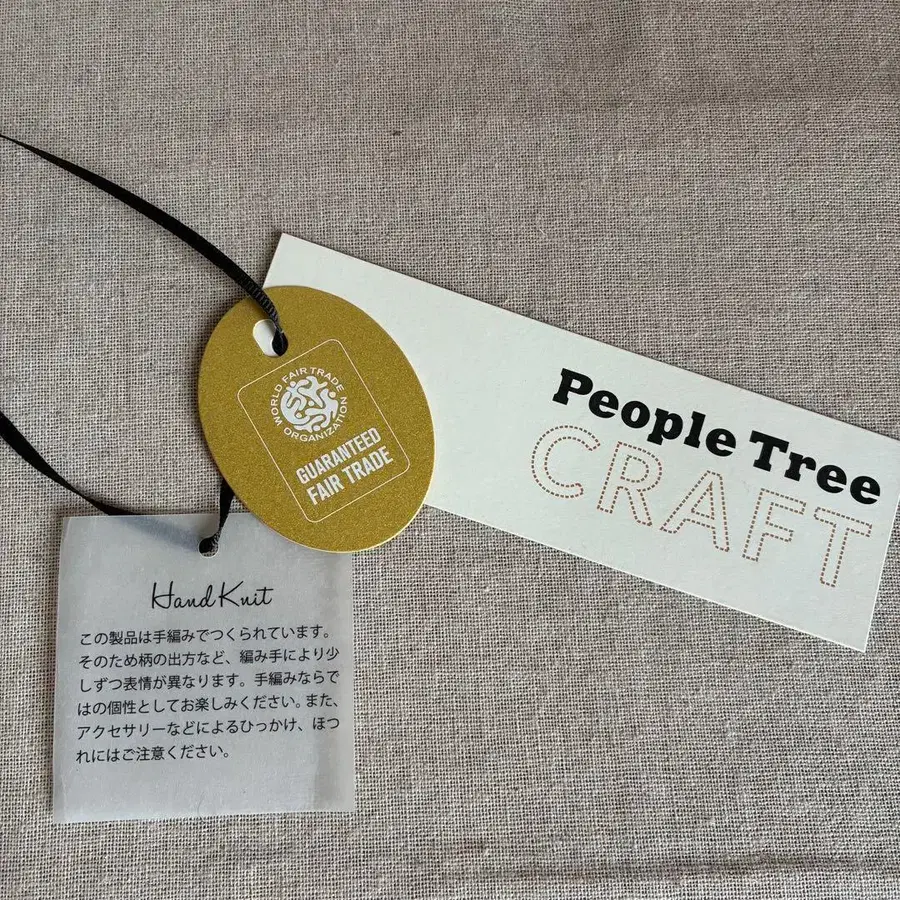 WORLD FAIR TRADE
ORGANIZATION
GUARANTEED
FAIR TRADE
People Tree
CRAFT
Hand Knit
この製品は手編みでつくられています。
そのため柄の出方など、編み手により少
しずつ表情が異なります。手編みならで
はの個性としてお楽しみください。また、
アクセサリーなどによるひっかけ、ほつ
れにはご注意ください。